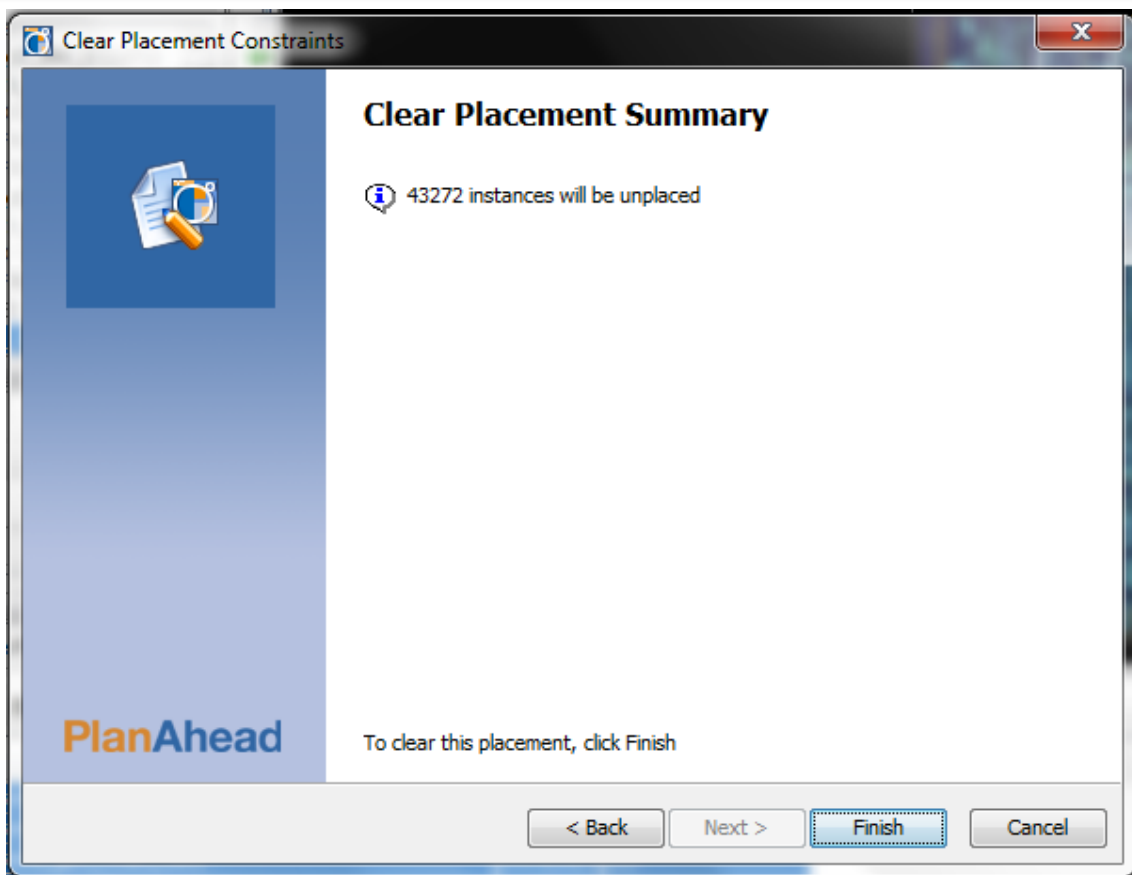 Clear Placement Constraints
x
Clear Placement Summary
43272 instances will be unplaced
PlanAhead
To clear this placement, click Finish
< Back
Next >
Finish
Cancel